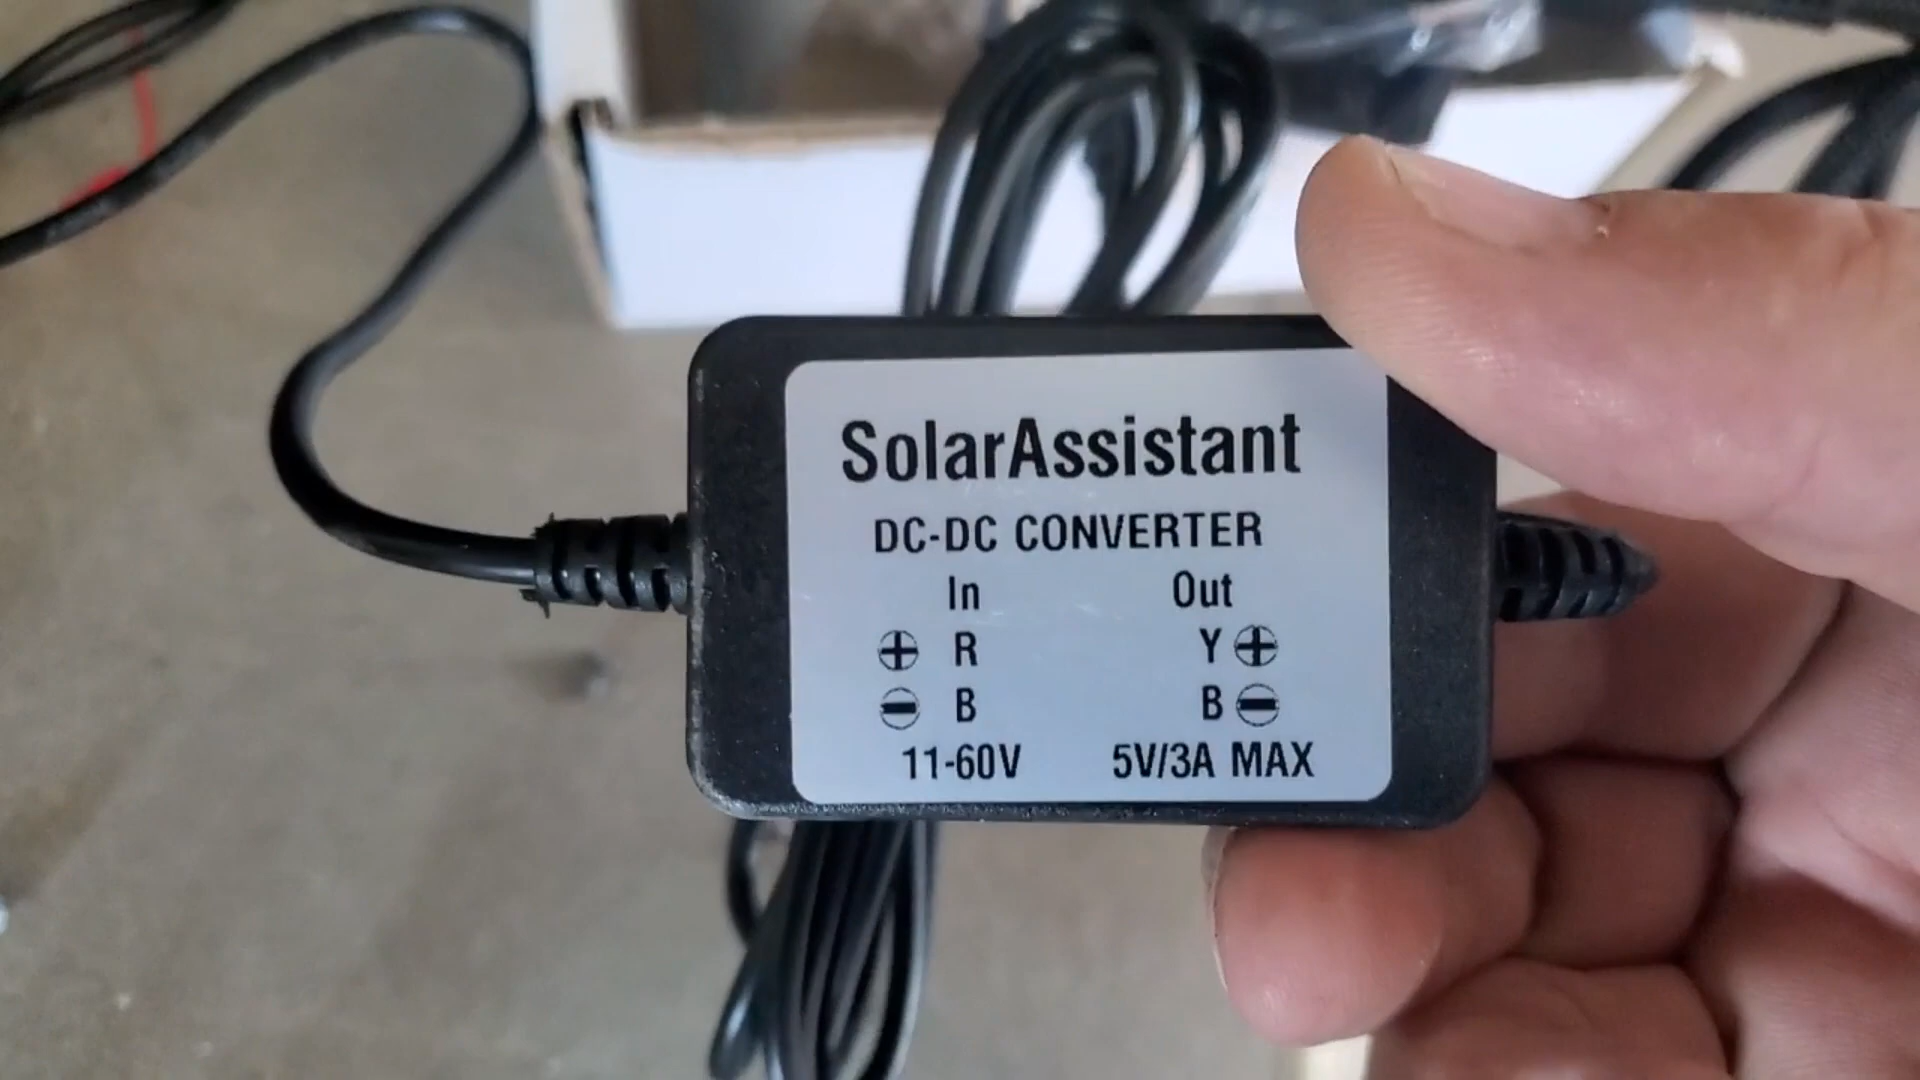 SolarAssistant
DC-DC CONVERTER
In Out
⊕ R Y ⊕
⊖ B B ⊖
11-60V 5V/3A MAX